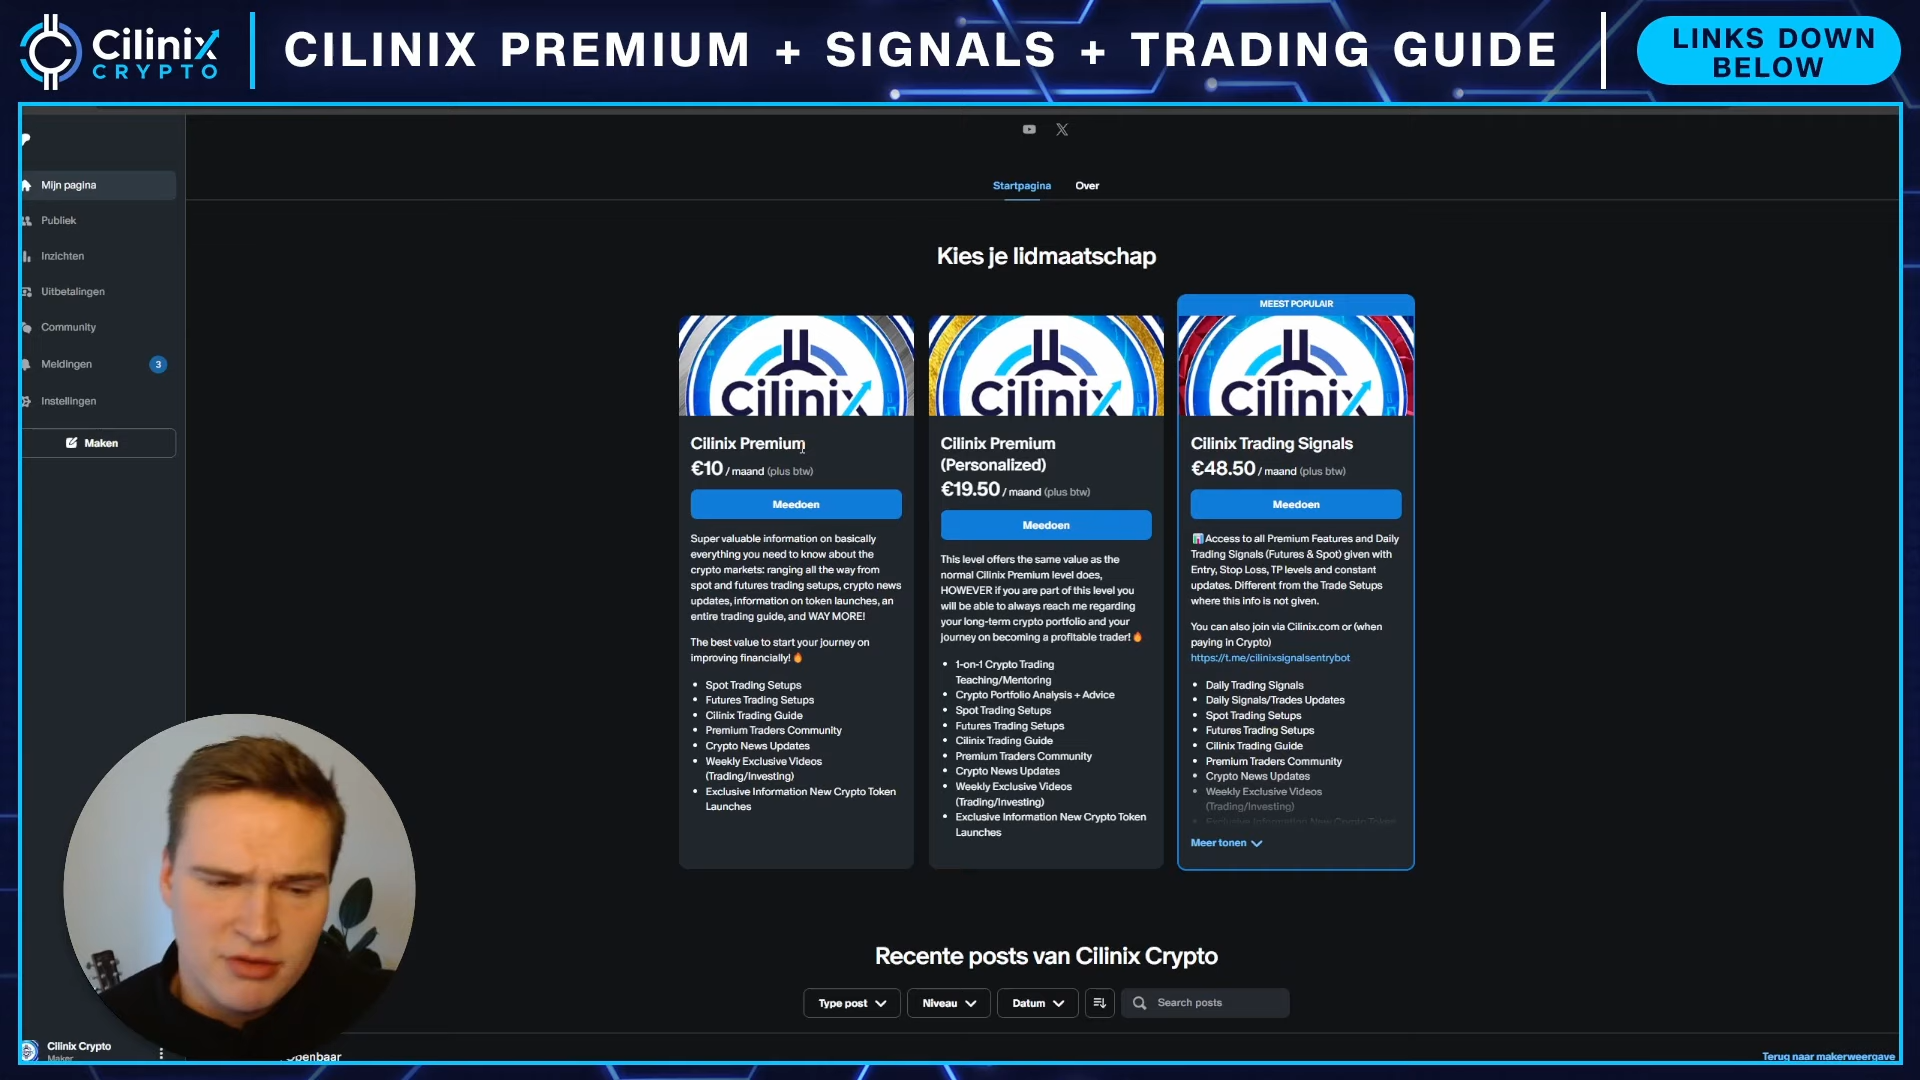 Cilinix
CRYPTO
CILINIX PREMIUM + SIGNALS + TRADING GUIDE
LINKS DOWN
BELOW
Mijn pagina
Publiek
Inzichten
Uitbetalingen
Community
Meldingen
3
Instellingen
Maken
Startpagina
Over
Kies je lidmaatschap
Cilinix
Cilinix Premium
€10 / maand (plus btw)
Meedoen
Super valuable information on basically
everything you need to know about the
crypto markets: ranging all the way from
spot and futures trading setups, crypto news
updates, information on token launches, an
entire trading guide, and WAY MORE!
The best value to start your journey on
improving financially!🔥
• Spot Trading Setups
• Futures Trading Setups
• Cilinix Trading Guide
• Premium Traders Community
• Crypto News Updates
• Weekly Exclusive Videos
(Trading/Investing)
• Exclusive Information New Crypto Token
Launches
Cilinix
Cilinix Premium
(Personalized)
€19.50 / maand (plus btw)
Meedoen
This level offers the same value as the
normal Cilinix Premium level does,
HOWEVER if you are part of this level you
will be able to always reach me regarding
your long-term crypto portfolio and your
journey on becoming a profitable trader!🔥
• 1-on-1 Crypto Trading
Teaching/Mentoring
• Crypto Portfolio Analysis + Advice
• Spot Trading Setups
• Futures Trading Setups
• Cilinix Trading Guide
• Premium Traders Community
• Crypto News Updates
• Weekly Exclusive Videos
(Trading/Investing)
• Exclusive Information New Crypto Token
Launches
MEEST POPULAIR
Cilinix
Cilinix Trading Signals
€48.50 / maand (plus btw)
Meedoen
📊Access to all Premium Features and Daily
Trading Signals (Futures & Spot) given with
Entry, Stop Loss, TP levels and constant
updates. Different from the Trade Setups
where this info is not given.
You can also join via Cilinix.com or (when
paying in Crypto)
https://t.me/cilinixsignalsentrybot
• Daily Trading Signals
• Daily Signals/Trades Updates
• Spot Trading Setups
• Futures Trading Setups
• Cilinix Trading Guide
• Premium Traders Community
• Crypto News Updates
• Weekly Exclusive Videos
(Trading/Investing)
• Exclusive Information New Crypto Token
Meer tonen
Recente posts van Cilinix Crypto
Type post
Niveau
Datum
Search posts
Cilinix Crypto
Maker
Openbaar
Terug naar makerweergave